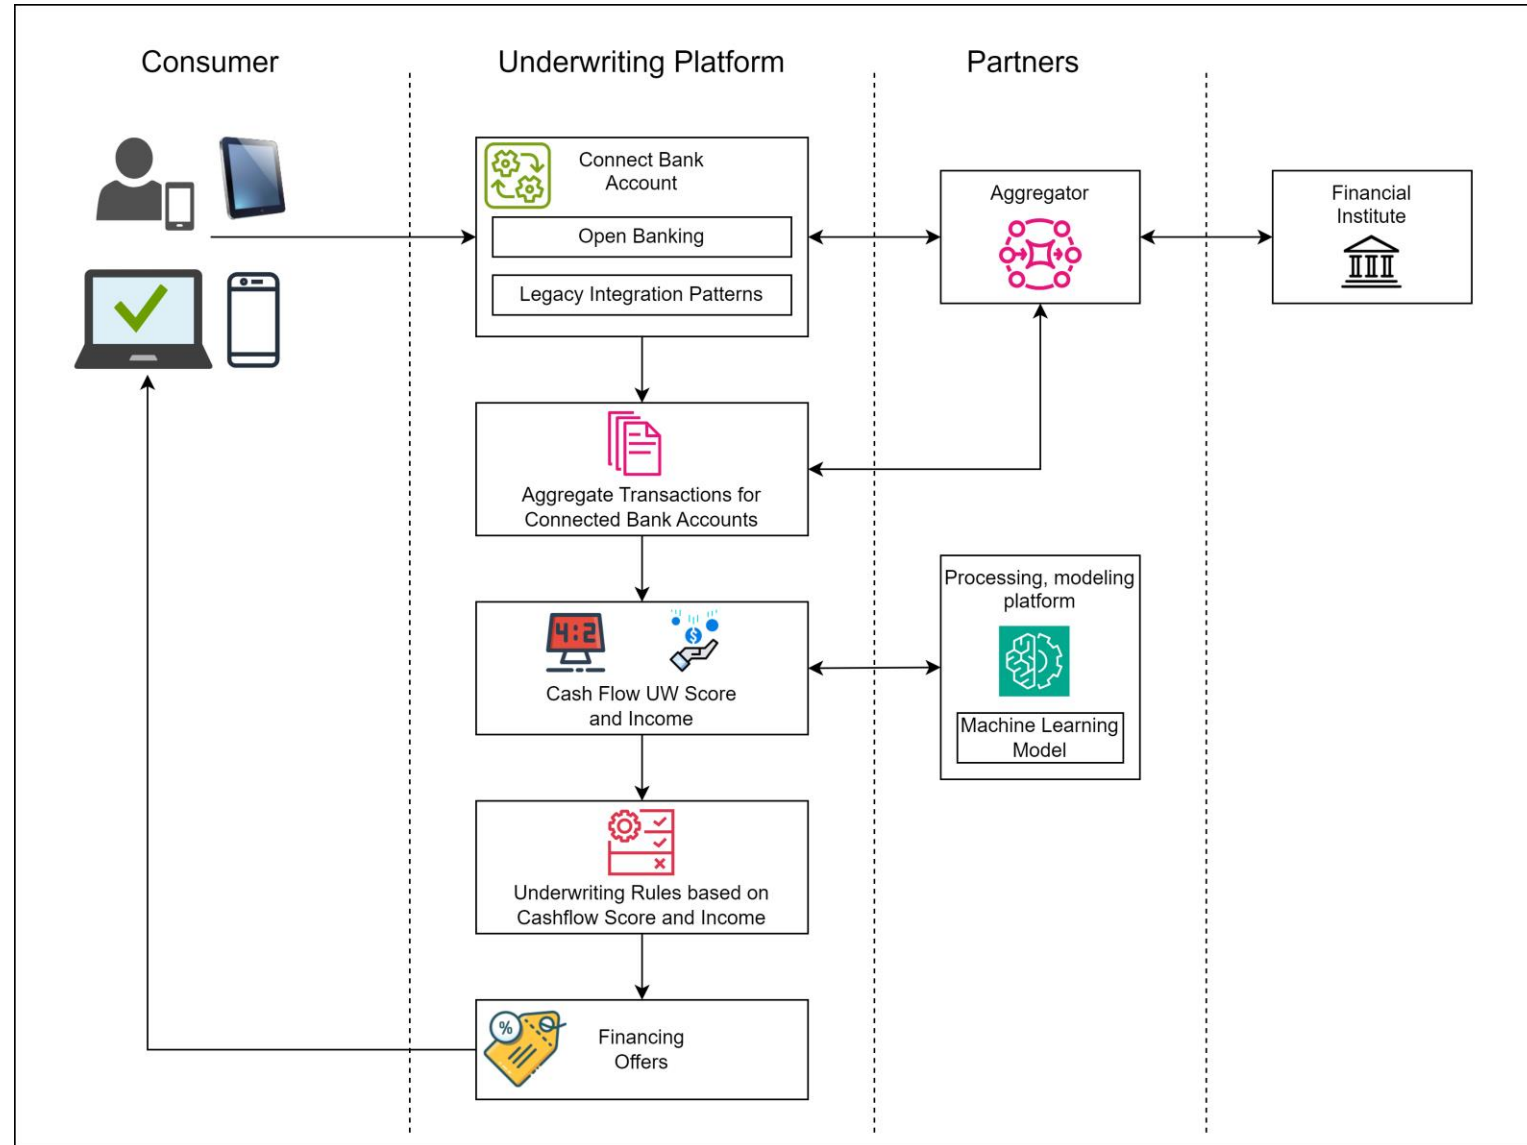 Consumer
Underwriting Platform
Partners
Connect Bank
Account
Open Banking
Legacy Integration Patterns
Aggregator
Financial
Institute
Aggregate Transactions for
Connected Bank Accounts
Processing, modeling
platform
Machine Learning
Model
4:2
$
Cash Flow UW Score
and Income
Underwriting Rules based on
Cashflow Score and Income
%
Financing
Offers